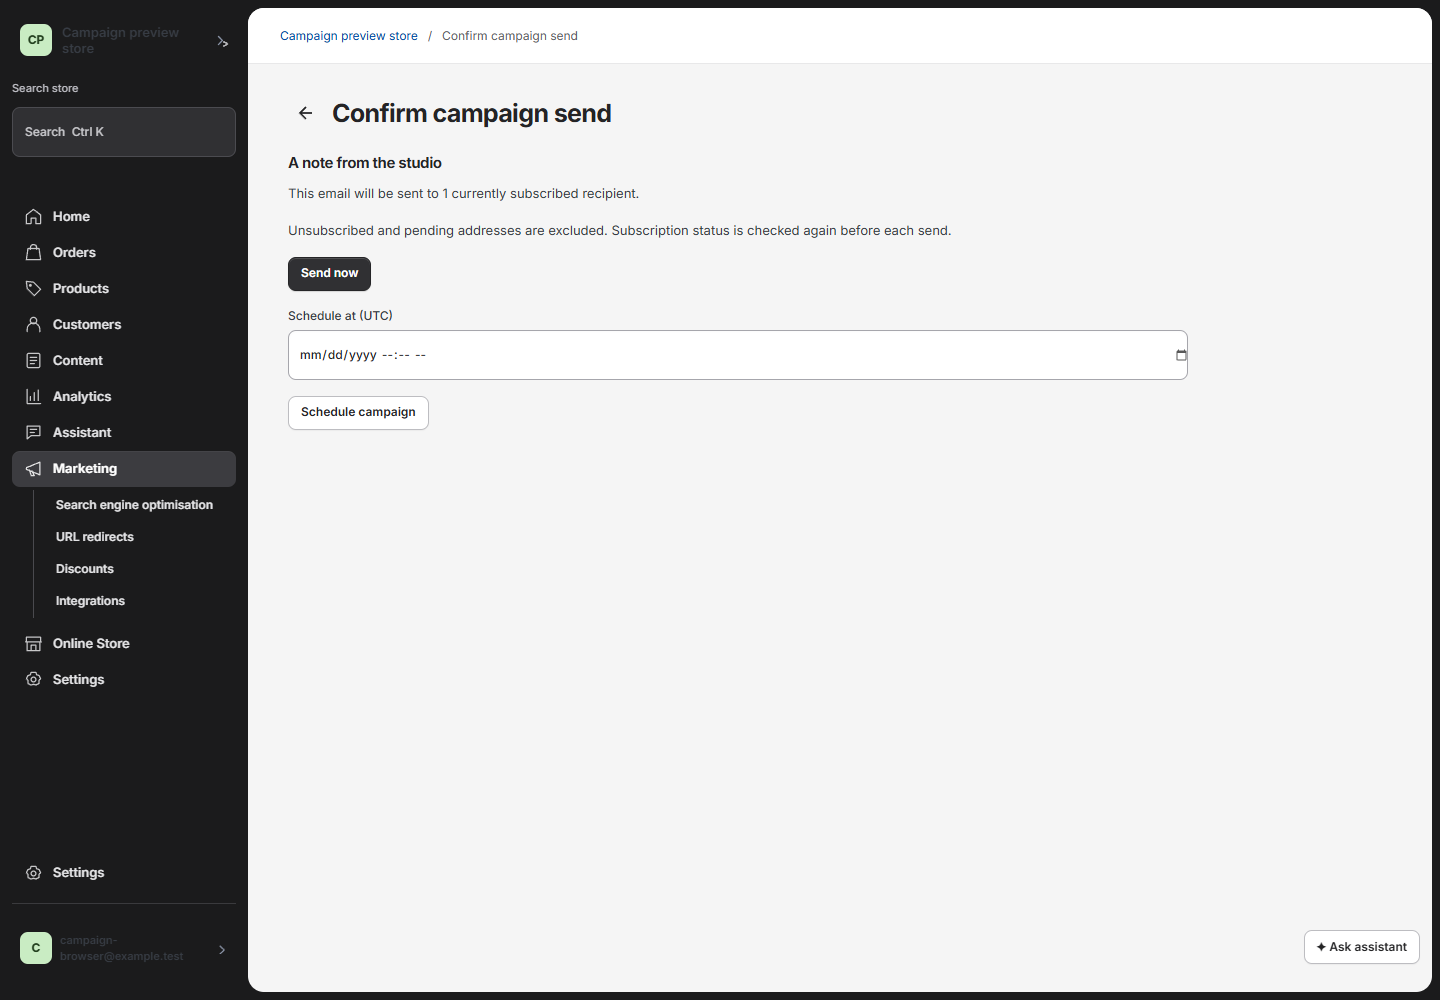 CP
Campaign preview
store
Search store
Search Ctrl K
Home
Orders
Products
Customers
Content
Analytics
Assistant
Marketing
Search engine optimisation
URL redirects
Discounts
Integrations
Online Store
Settings
Settings
C
campaign-
browser@example.test
Campaign preview store / Confirm campaign send
← Confirm campaign send
A note from the studio
This email will be sent to 1 currently subscribed recipient.
Unsubscribed and pending addresses are excluded. Subscription status is checked again before each send.
Send now
Schedule at (UTC)
mm/dd/yyyy --:-- --
Schedule campaign
✦ Ask assistant